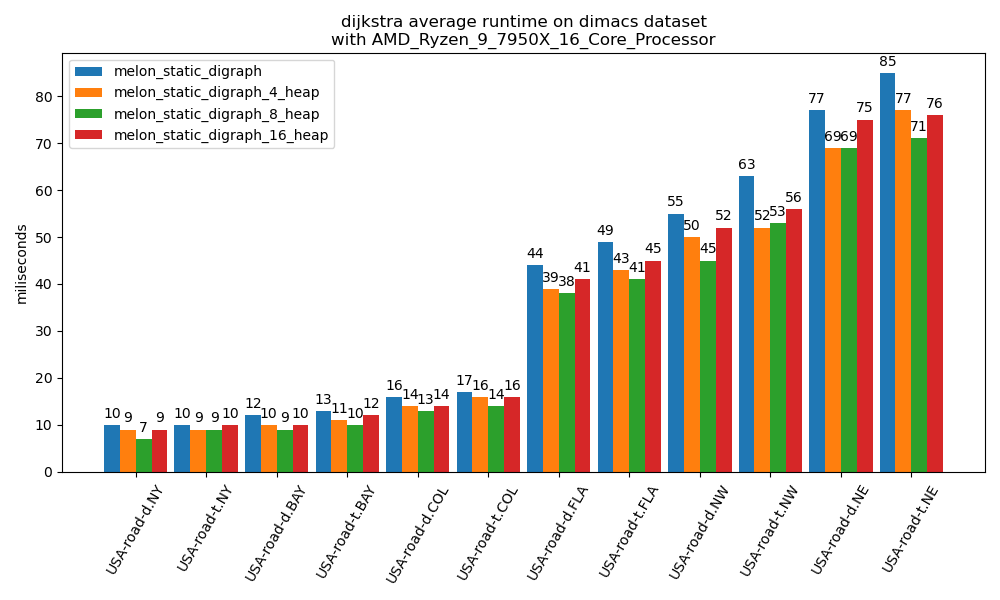 dijkstra average runtime on dimacs dataset
with AMD_Ryzen_9_7950X_16_Core_Processor
melon_static_digraph
melon_static_digraph_4_heap
melon_static_digraph_8_heap
melon_static_digraph_16_heap
miliseconds
80
70
60
50
40
30
20
10
0
10 9 7 9
10 9 9 10
12 10 9 10
13 11 10 12
16 14 13 14
17 16 14 16
44 39 38 41
49 43 41 45
55 50 45 52
63 52 53 56
77 69 69 75
85 77 71 76
USA-road-d.NY
USA-road-t.NY
USA-road-d.BAY
USA-road-t.BAY
USA-road-d.COL
USA-road-t.COL
USA-road-d.FLA
USA-road-t.FLA
USA-road-d.NW
USA-road-t.NW
USA-road-d.NE
USA-road-t.NE